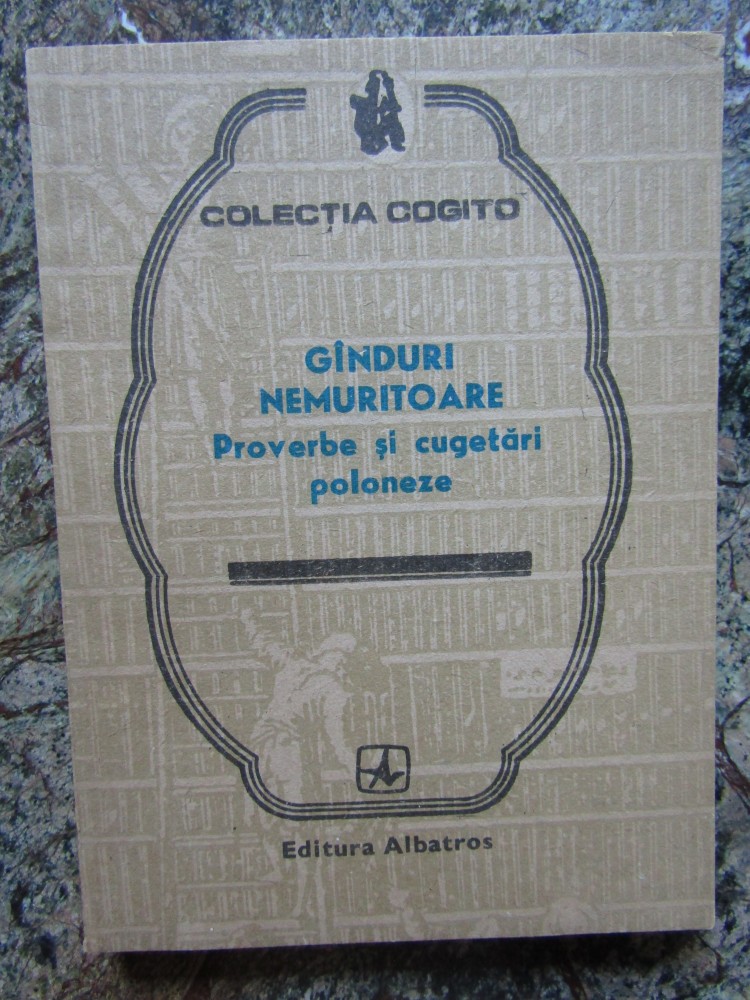 COLECȚIA COGITO
GÎNDURI
NEMURITOARE
Proverbe și cugetări
poloneze
Editura Albatros